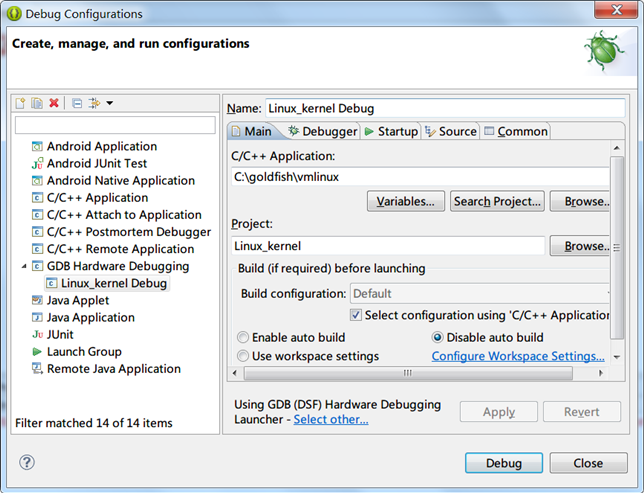 Debug Configurations
Create, manage, and run configurations
Android Application
Android JUnit Test
Android Native Application
C/C++ Application
C/C++ Attach to Application
C/C++ Postmortem Debugger
C/C++ Remote Application
GDB Hardware Debugging
Linux_kernel Debug
Java Applet
Java Application
JUnit
Launch Group
Remote Java Application
Filter matched 14 of 14 items
Name: Linux_kernel Debug
Main Debugger Startup Source Common
C/C++ Application:
C:\goldfish\vmlinux
Variables... Search Project... Browse..
Project:
Linux_kernel Browse..
Build (if required) before launching
Build configuration: Default
Select configuration using 'C/C++ Application
Enable auto build Disable auto build
Use workspace settings Configure Workspace Settings...
Using GDB (DSF) Hardware Debugging
Launcher - Select other...
Apply Revert
? Debug Close